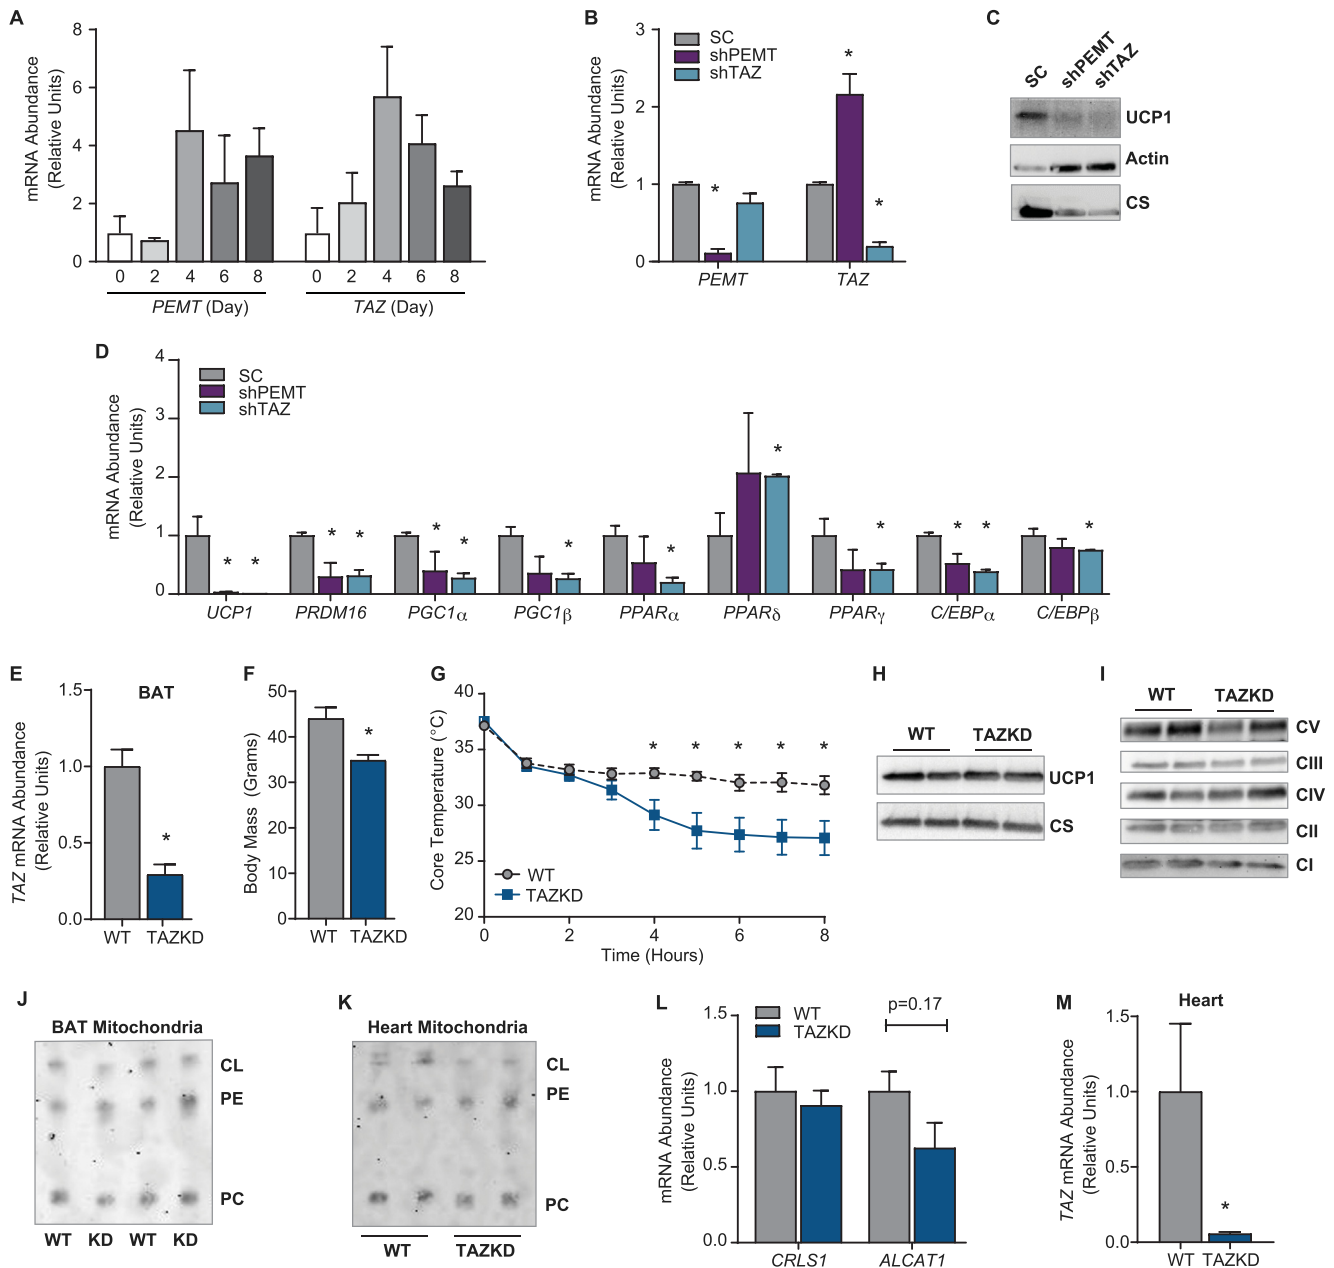 A
mRNA Abundance
(Relative Units)
8
6
4
2
0
0 2 4 6 8 0 2 4 6 8
PEMT (Day) TAZ (Day)
B
mRNA Abundance
(Relative Units)
3
2
1
0
SC
shPEMT
shTAZ
*
*
*
PEMT TAZ
C
SC shPEMT shTAZ
UCP1
Actin
CS
D
mRNA Abundance
(Relative Units)
4
3
2
1
0
SC
shPEMT
shTAZ
* * * * * * * * * * * * *
UCP1 PRDM16 PGC1α PGC1β PPARα PPARδ PPARγ C/EBPα C/EBPβ
E
BAT
TAZ mRNA Abundance
(Relative Units)
1.5
1.0
0.5
0.0
*
WT TAZKD
F
Body Mass (Grams)
50
40
30
20
10
0
*
WT TAZKD
G
Core Temperature (°C)
40
35
30
25
20
* * * * *
WT
TAZKD
0 2 4 6 8
Time (Hours)
H
WT TAZKD
UCP1
CS
I
WT TAZKD
CV
CIII
CIV
CII
CI
J
BAT Mitochondria
CL
PE
PC
WT KD WT KD
K
Heart Mitochondria
CL
PE
PC
WT TAZKD
L
mRNA Abundance
(Relative Units)
1.5
1.0
0.5
0.0
WT
TAZKD
p=0.17
CRLS1 ALCAT1
M
Heart
TAZ mRNA Abundance
(Relative Units)
1.5
1.0
0.5
0.0
*
WT TAZKD